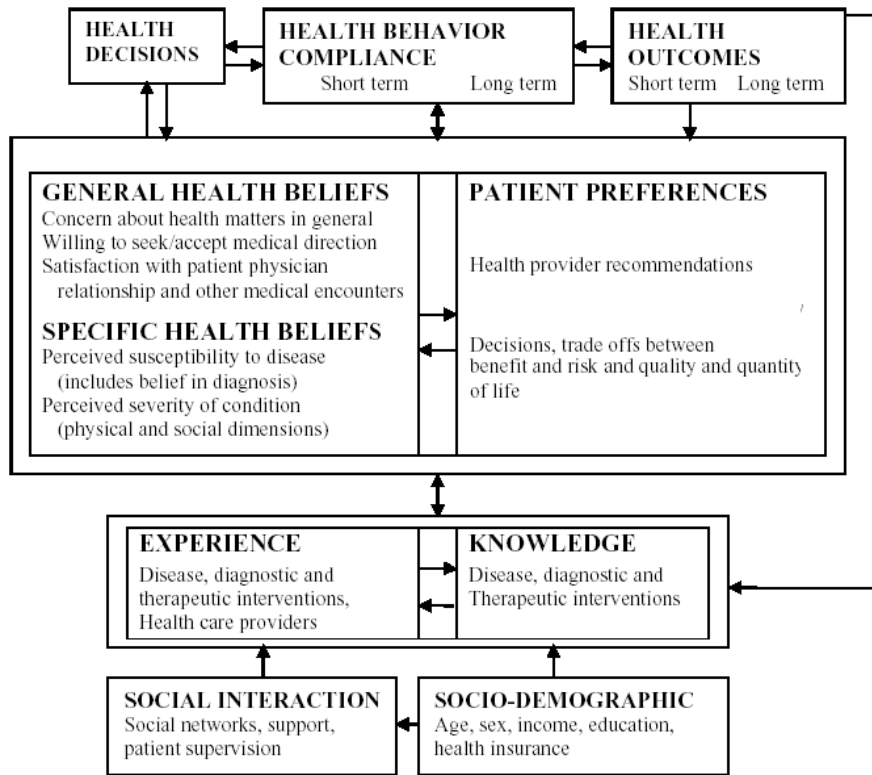 HEALTH
DECISIONS
HEALTH BEHAVIOR
COMPLIANCE
Short term Long term
HEALTH
OUTCOMES
Short term Long term
GENERAL HEALTH BELIEFS
Concern about health matters in general
Willing to seek/accept medical direction
Satisfaction with patient physician
relationship and other medical encounters
SPECIFIC HEALTH BELIEFS
Perceived susceptibility to disease
(includes belief in diagnosis)
Perceived severity of condition
(physical and social dimensions)
PATIENT PREFERENCES
Health provider recommendations
Decisions, trade offs between
benefit and risk and quality and quantity
of life
EXPERIENCE
Disease, diagnostic and
therapeutic interventions,
Health care providers
KNOWLEDGE
Disease, diagnostic and
Therapeutic interventions
SOCIAL INTERACTION
Social networks, support,
patient supervision
SOCIO-DEMOGRAPHIC
Age, sex, income, education,
health insurance